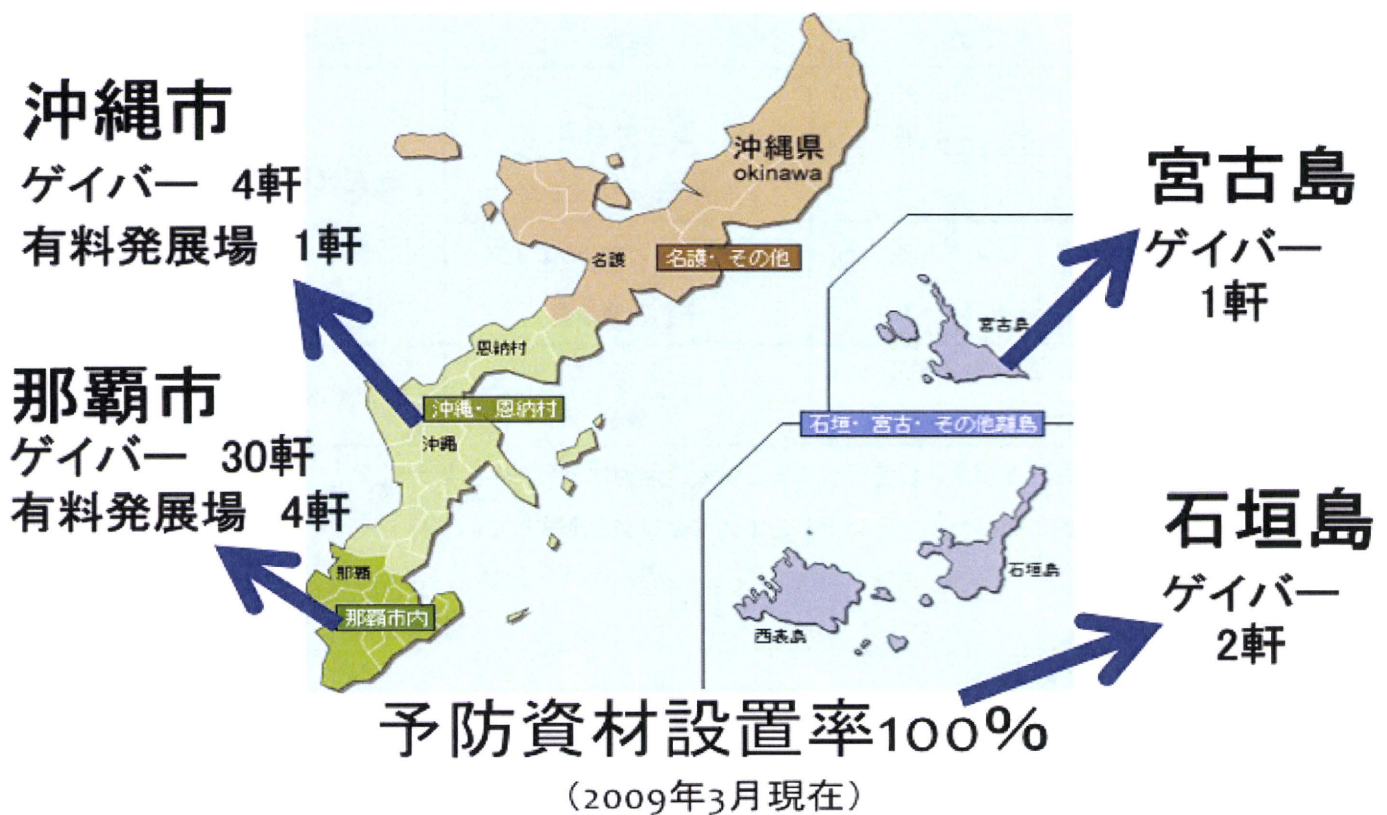 沖縄市
ゲイバー 4軒
有料発展場 1軒
那覇市
ゲイバー 30軒
有料発展場 4軒
沖縄県
okinawa
名護
名護・その他
恩納村
沖縄・恩納村
沖縄
那覇
那覇市内
宮古島
石垣・宮古・その他離島
石垣島
西表島
宮古島
ゲイバー
1軒
石垣島
ゲイバー
2軒
予防資材設置率100%
（2009年3月現在）